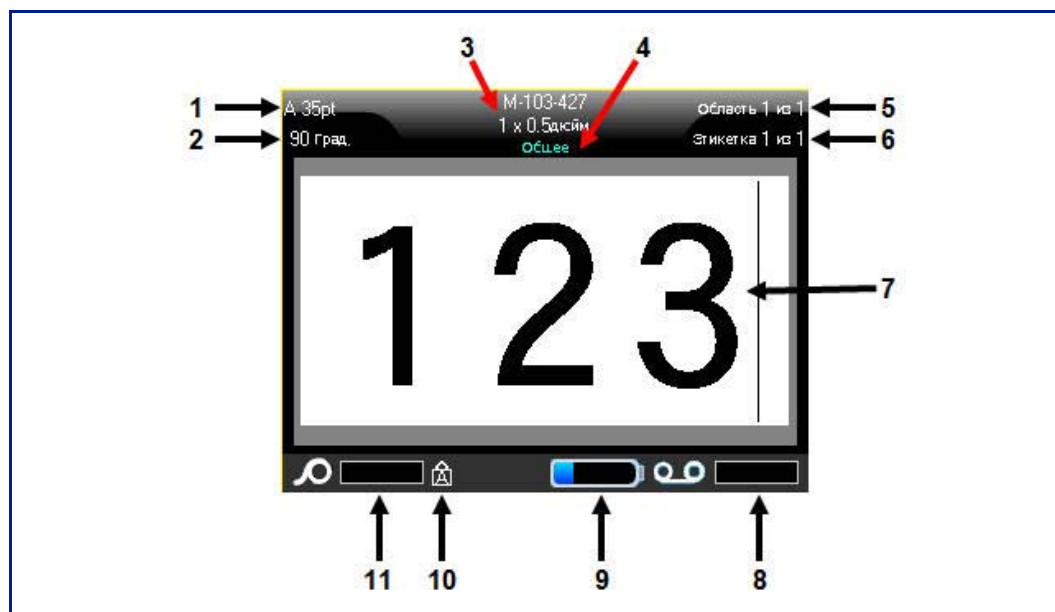 3 4
1 A 35pt M-103-427 Область 1 из 1 5
1 x 0.5дюйм
2 90 град. Общее Этикетка 1 из 1 6
123
7
11 10 9 8